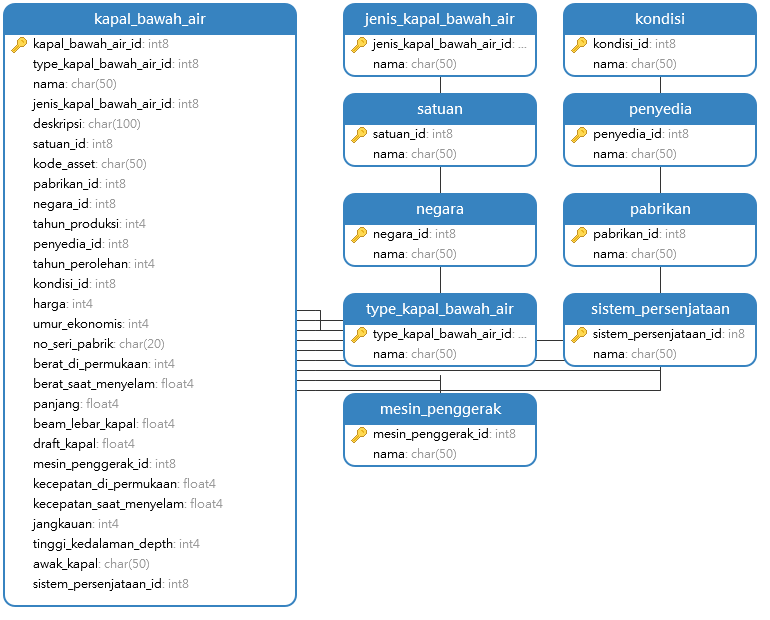 kapal_bawah_air
kapal_bawah_air_id: int8
type_kapal_bawah_air_id: int8
nama: char(50)
jenis_kapal_bawah_air_id: int8
deskripsi: char(100)
satuan_id: int8
kode_asset: char(50)
pabrikan_id: int8
negara_id: int8
tahun_produksi: int4
penyedia_id: int8
tahun_perolehan: int4
kondisi_id: int8
harga: int4
umur_ekonomis: int4
no_seri_pabrik: char(20)
berat_di_permukaan: int4
berat_saat_menyelam: float4
panjang: float4
beam_lebar_kapal: float4
draft_kapal: float4
mesin_penggerak_id: int8
kecepatan_di_permukaan: float4
kecepatan_saat_menyelam: float4
jangkauan: int4
tinggi_kedalaman_depth: int4
awak_kapal: char(50)
sistem_persenjataan_id: int8
jenis_kapal_bawah_air
jenis_kapal_bawah_air_id: ...
nama: char(50)
satuan
satuan_id: int8
nama: char(50)
negara
negara_id: int8
nama: char(50)
type_kapal_bawah_air
type_kapal_bawah_air_id: ...
nama: char(50)
mesin_penggerak
mesin_penggerak_id: int8
nama: char(50)
kondisi
kondisi_id: int8
nama: char(50)
penyedia
penyedia_id: int8
nama: char(50)
pabrikan
pabrikan_id: int8
nama: char(50)
sistem_persenjataan
sistem_persenjataan_id: in8
nama: char(50)